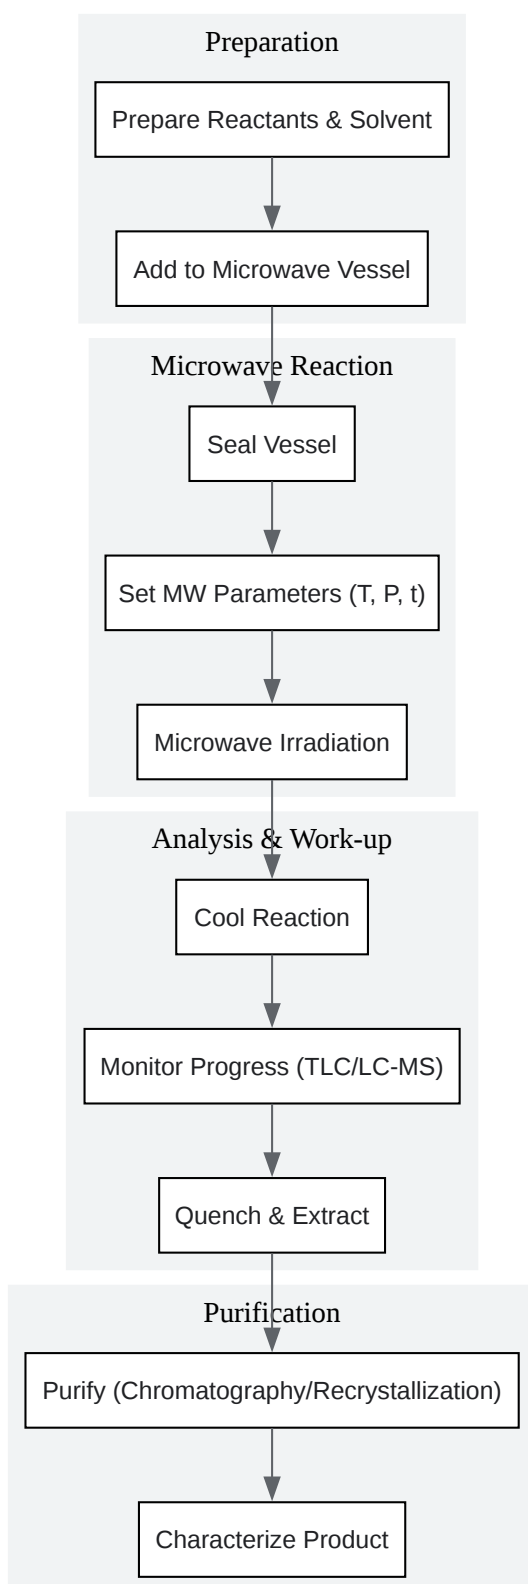 Preparation
Prepare Reactants & Solvent
Add to Microwave Vessel
Microwave Reaction
Seal Vessel
Set MW Parameters (T, P, t)
Microwave Irradiation
Analysis & Work-up
Cool Reaction
Monitor Progress (TLC/LC-MS)
Quench & Extract
Purification
Purify (Chromatography/Recrystallization)
Characterize Product